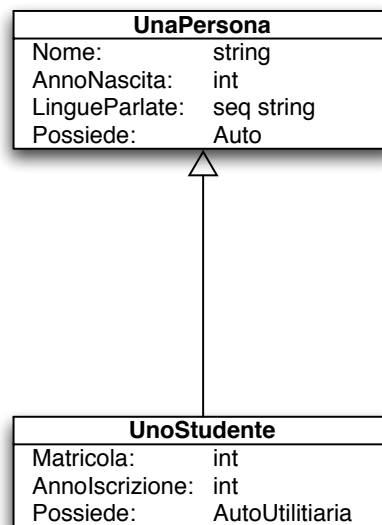 UnaPersona
Nome: string
AnnoNascita: int
LingueParlate: seq string
Possiede: Auto
UnoStudente
Matricola: int
AnnoIscrizione: int
Possiede: AutoUtilitiaria